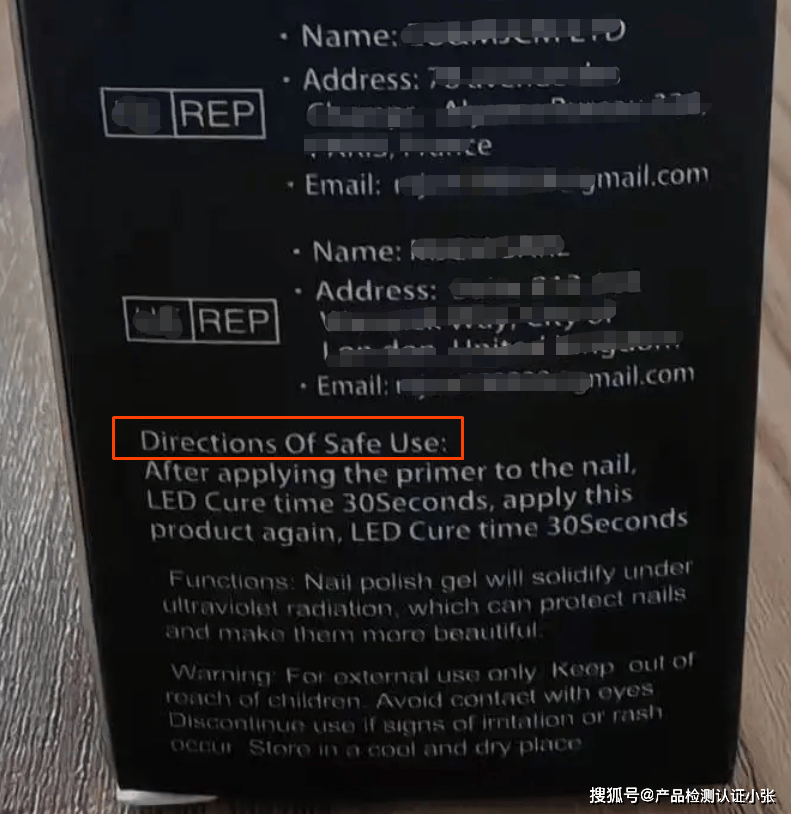 · Name:
· Address:
REP
France
· Email: gmail.com
· Name:
· Address:
REP
· Email: mail.com
Directions Of Safe Use:
After applying the primer to the nail,
LED Cure time 30Seconds, apply this
product again, LED Cure time 30Seconds
Functions: Nail polish gel will solidify under
ultraviolet radiation, which can protect nails
and make them more beautiful.
Warning: For external use only Keep out of
reach of children. Avoid contact with eyes
Discontinue use if signs of irritation or rash
occur. Store in a cool and dry place
搜狐号@产品检测认证小张